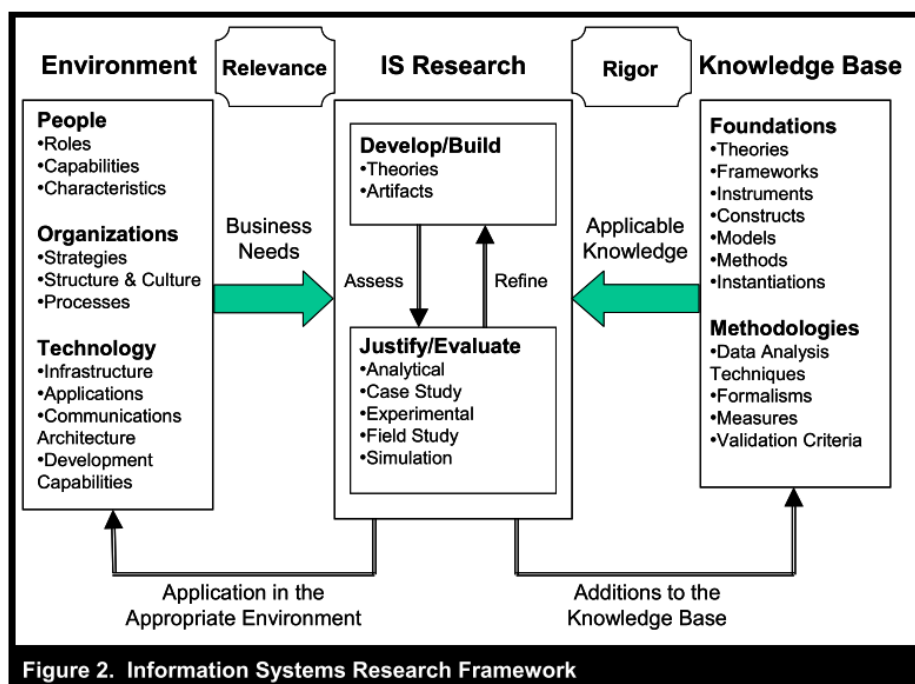 Environment
Relevance
IS Research
Rigor
Knowledge Base
People
•Roles
•Capabilities
•Characteristics
Organizations
•Strategies
•Structure & Culture
•Processes
Technology
•Infrastructure
•Applications
•Communications
Architecture
•Development
Capabilities
Business
Needs
Develop/Build
•Theories
•Artifacts
Assess
Refine
Justify/Evaluate
•Analytical
•Case Study
•Experimental
•Field Study
•Simulation
Applicable
Knowledge
Foundations
•Theories
•Frameworks
•Instruments
•Constructs
•Models
•Methods
•Instantiations
Methodologies
•Data Analysis
Techniques
•Formalisms
•Measures
•Validation Criteria
Application in the
Appropriate Environment
Additions to the
Knowledge Base
Figure 2. Information Systems Research Framework